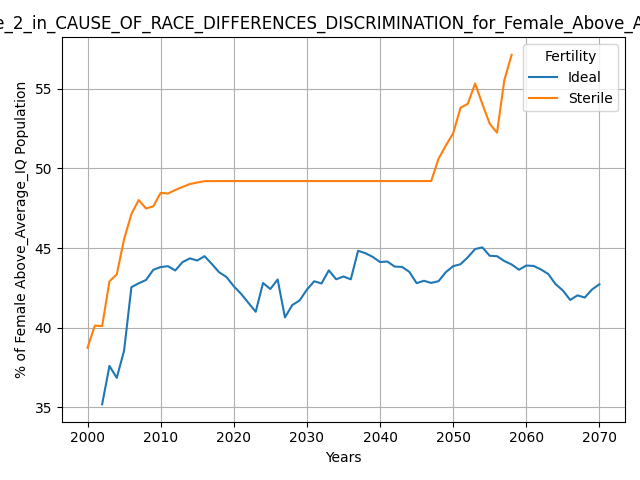 e_2_in_CAUSE_OF_RACE_DIFFERENCES_DISCRIMINATION_for_Female_Above_A
Fertility
Ideal
Sterile
% of Female Above_Average_IQ Population
55
50
45
40
35
2000 2010 2020 2030 2040 2050 2060 2070
Years